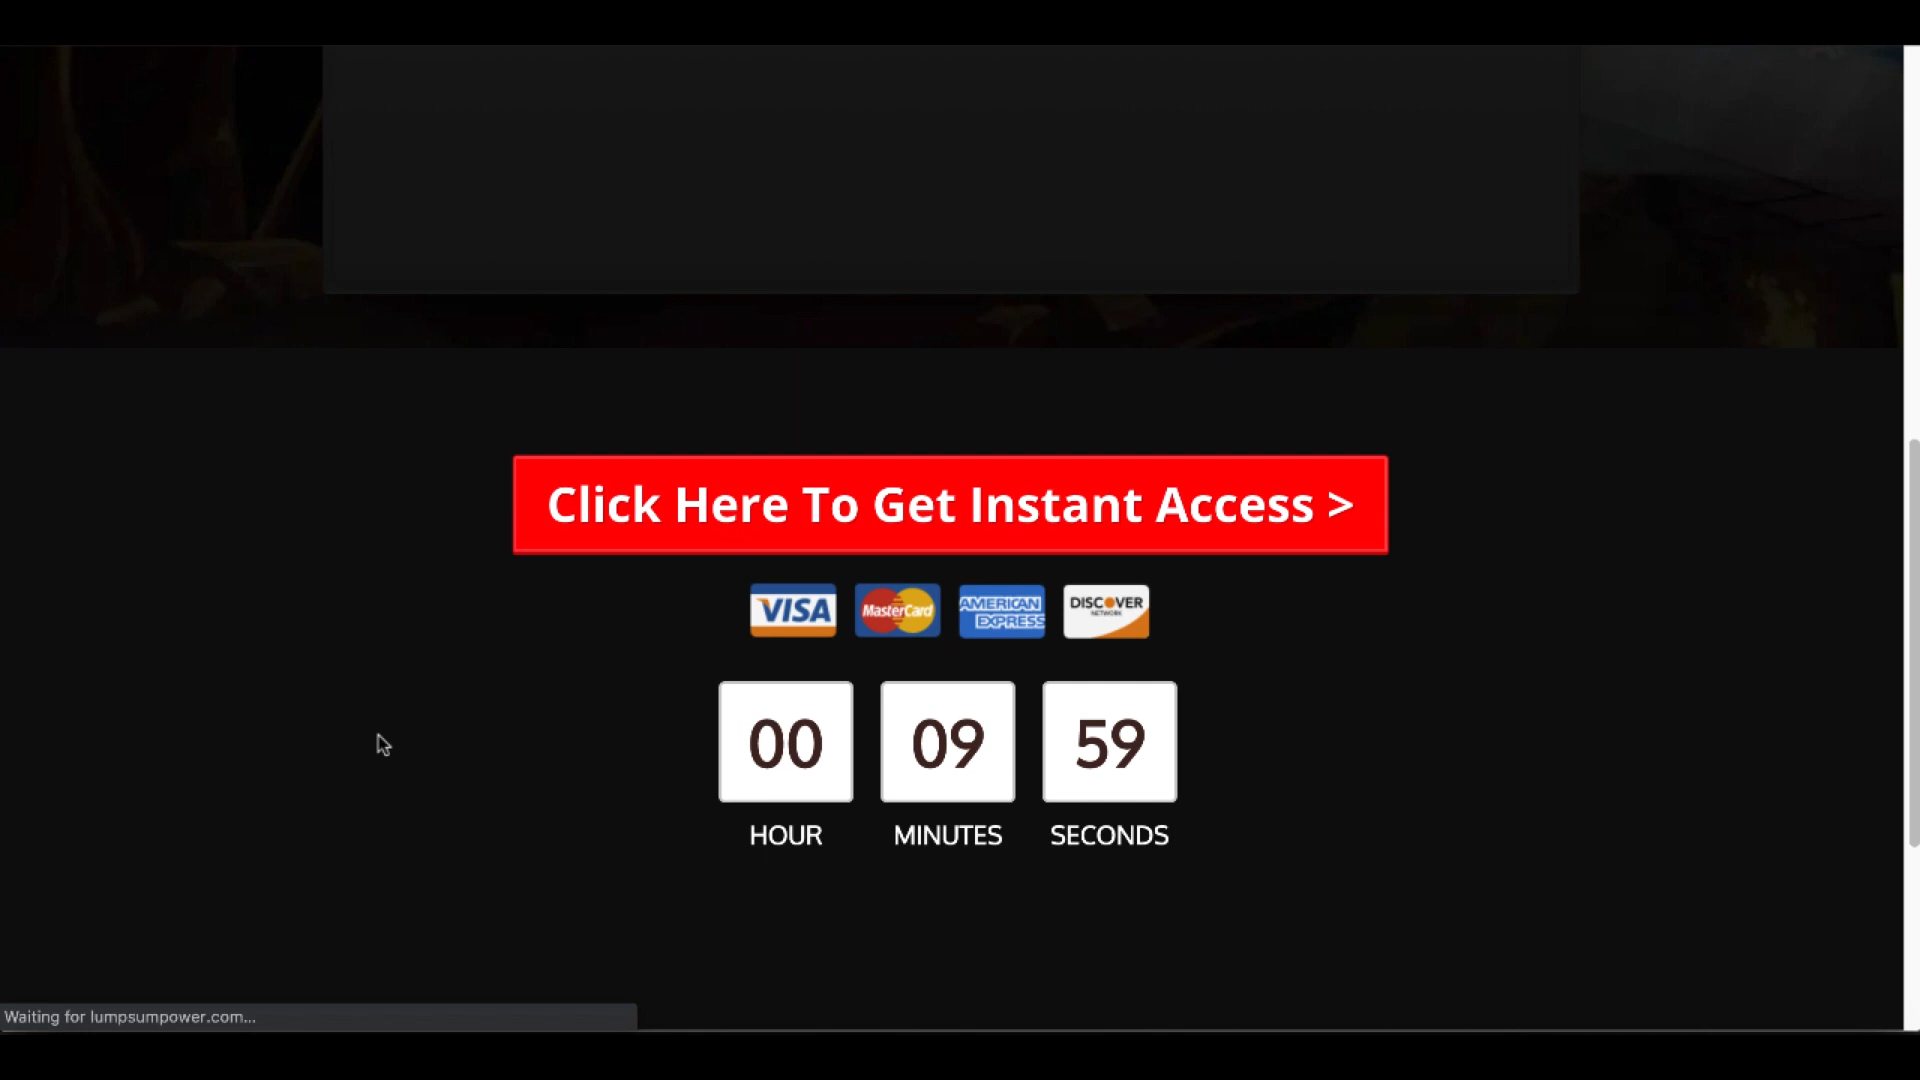 Click Here To Get Instant Access >
VISA MasterCard AMERICAN EXPRESS DISCOVER NETWORK
00 09 59
HOUR MINUTES SECONDS
Waiting for lumpsumpower.com...